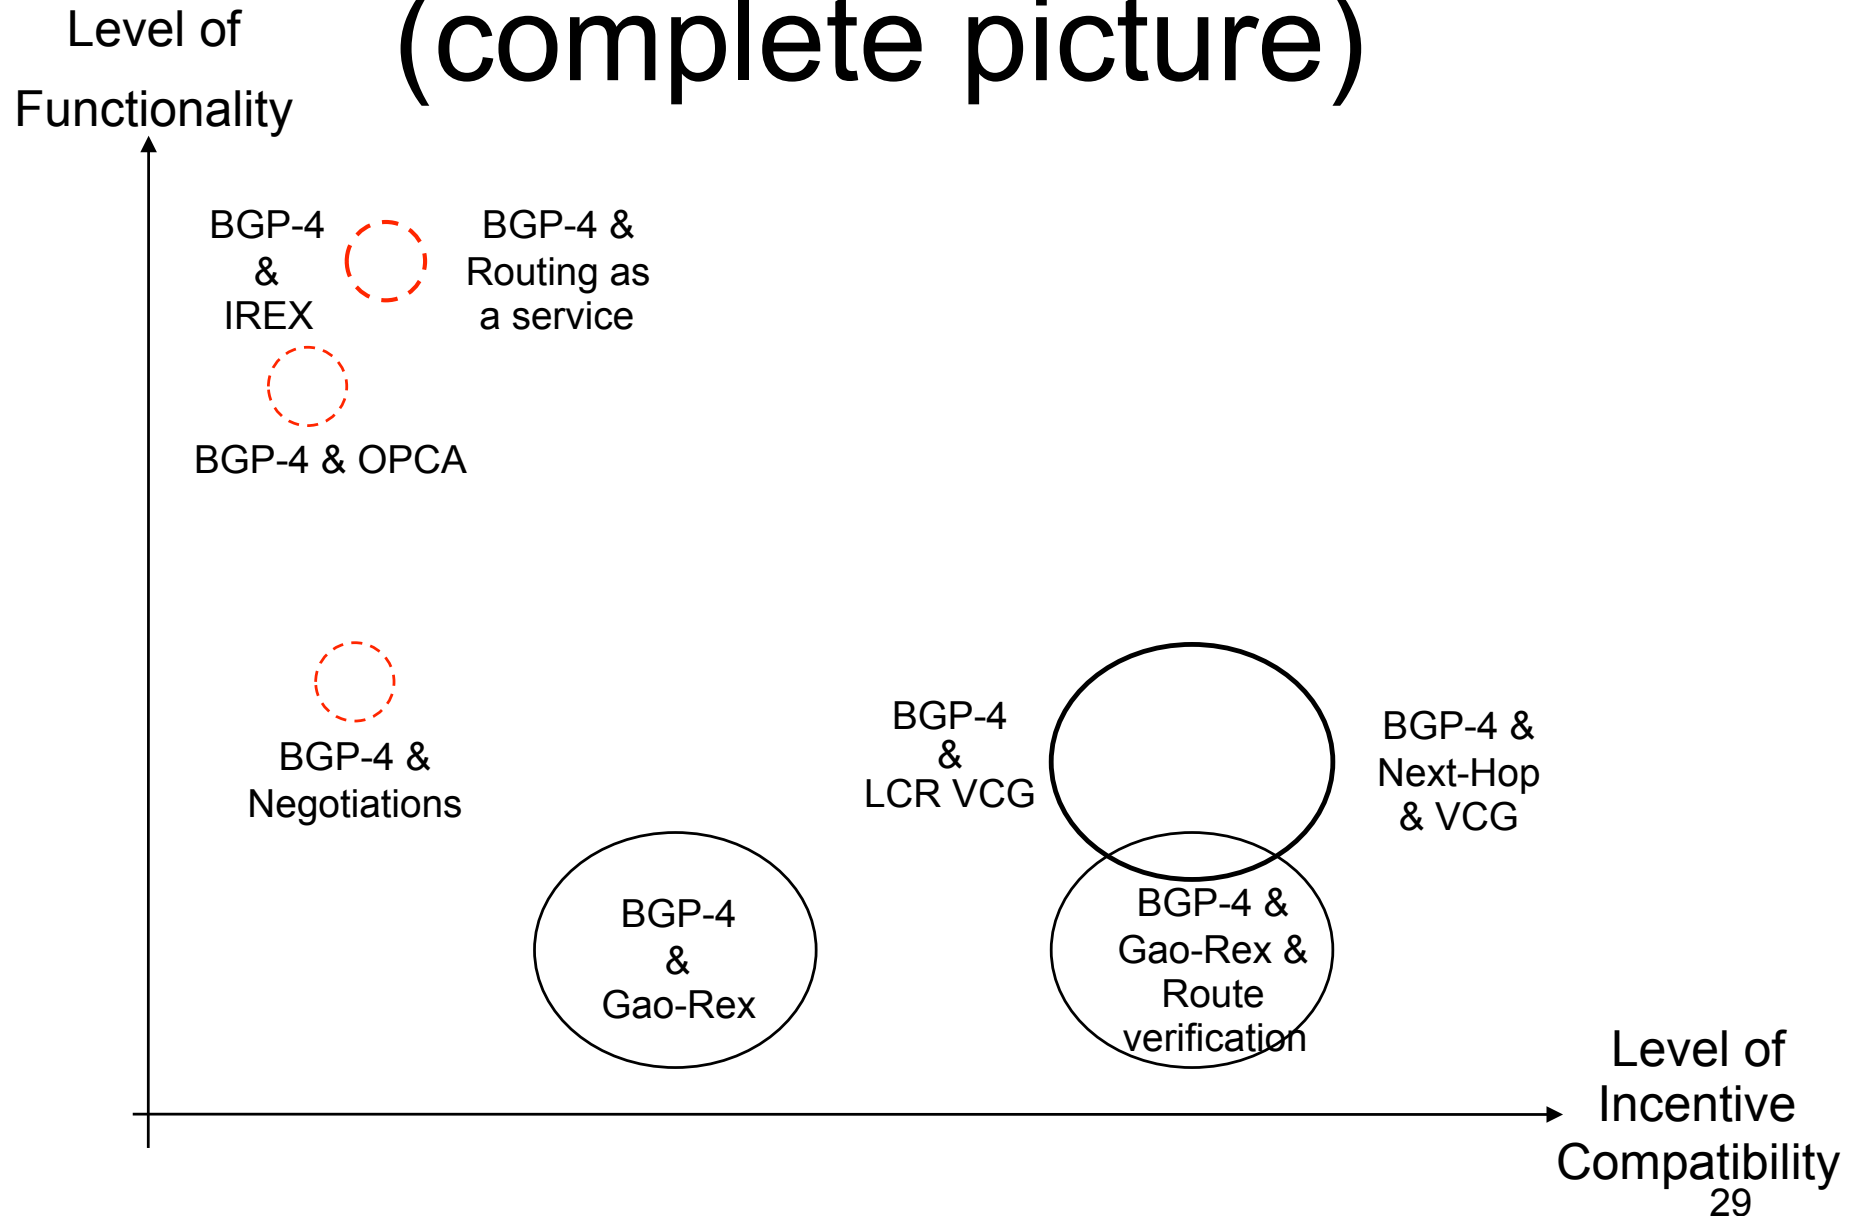 Level of
Functionality
(complete picture)
BGP-4
&
IREX
BGP-4 &
Routing as
a service
BGP-4 & OPCA
BGP-4 &
Negotiations
BGP-4
&
LCR VCG
BGP-4 &
Next-Hop
& VCG
BGP-4
&
Gao-Rex
BGP-4 &
Gao-Rex &
Route
verification
Level of
Incentive
Compatibility
29